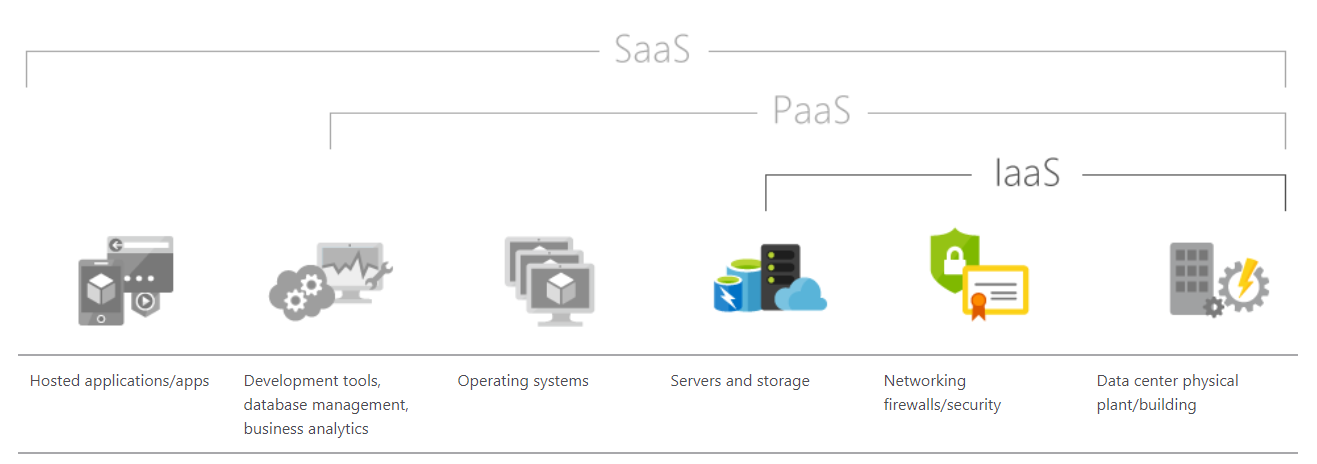 SaaS
PaaS
IaaS
Hosted applications/apps
Development tools,
database management,
business analytics
Operating systems
Servers and storage
Networking
firewalls/security
Data center physical
plant/building